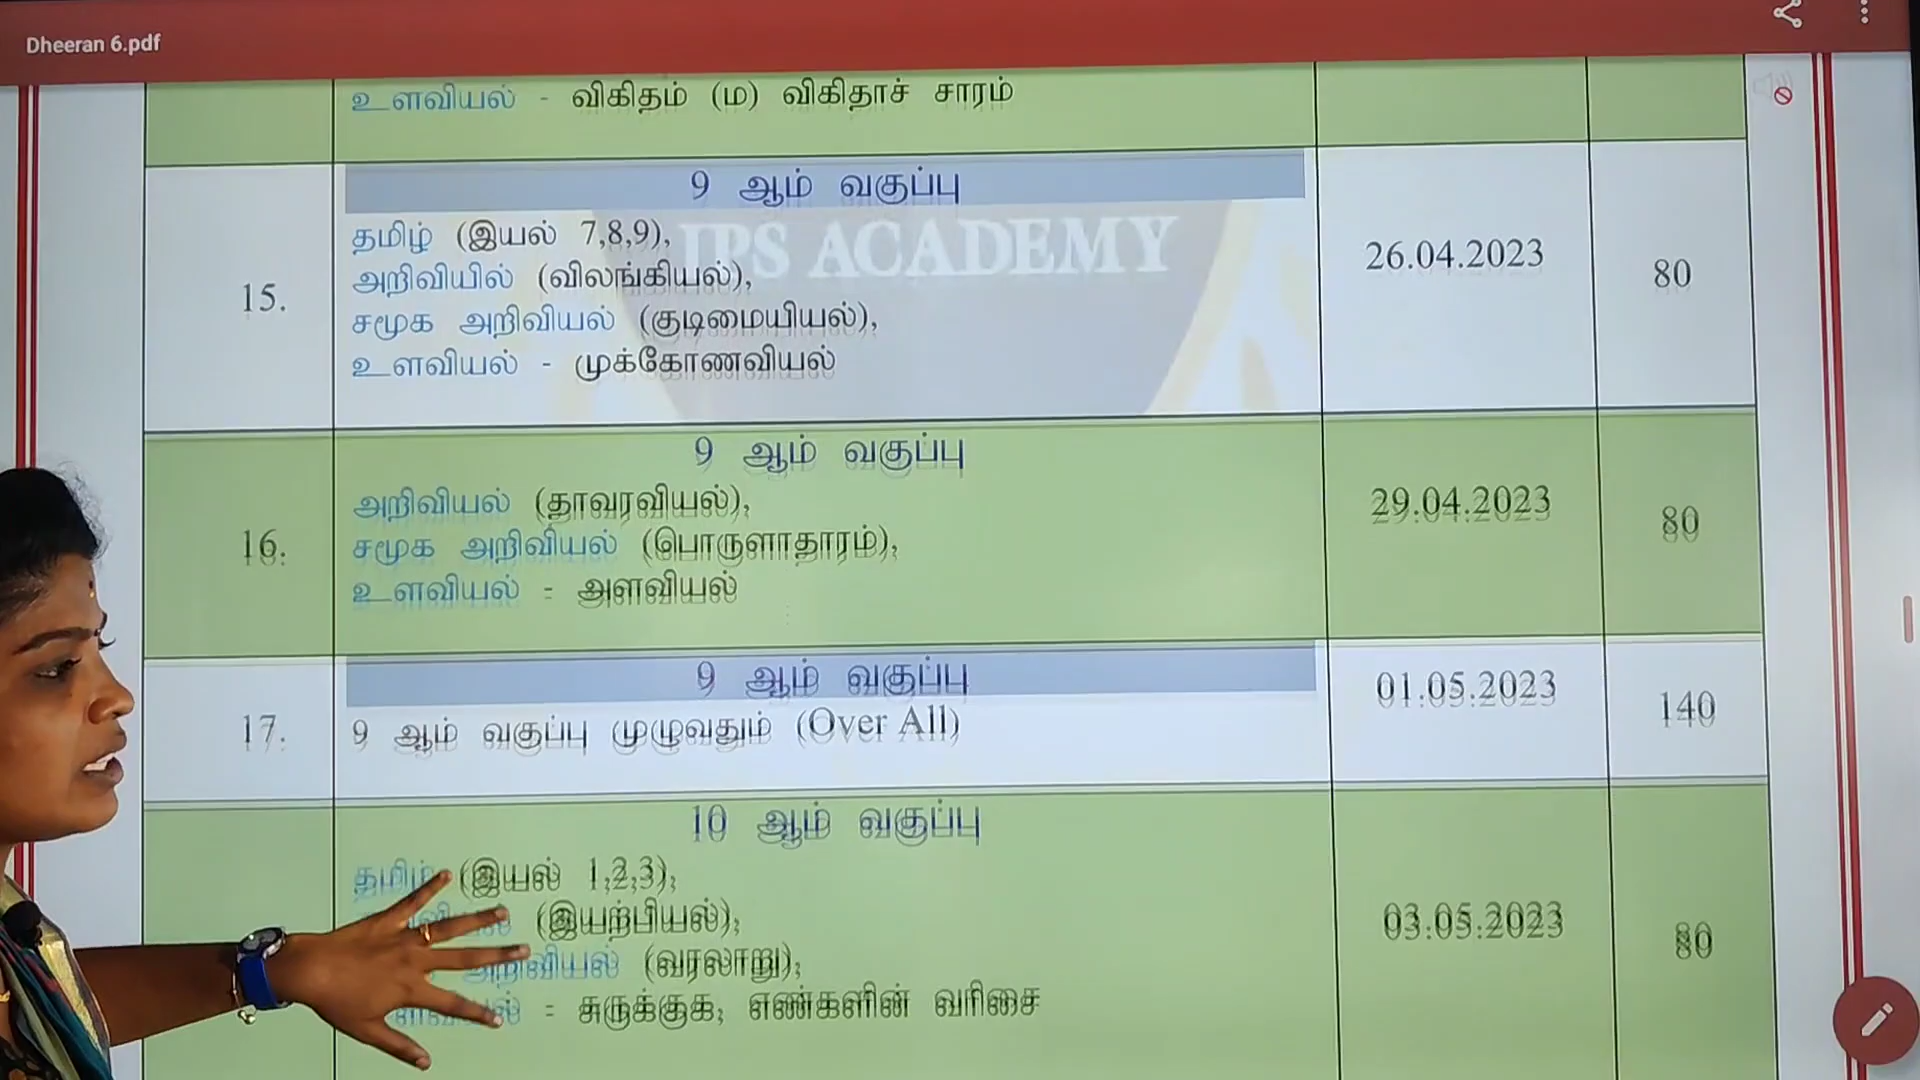 Dheeran 6.pdf
உளவியல் - விகிதம் (ம) விகிதாச் சாரம்
9 ஆம் வகுப்பு
IPS ACADEMY
தமிழ் (இயல் 7,8,9),
அறிவியில் (விலங்கியல்),
சமூக அறிவியல் (குடிமையியல்),
உளவியல் - முக்கோணவியல்
15.
26.04.2023
80
9 ஆம் வகுப்பு
அறிவியல் (தாவரவியல்),
சமூக அறிவியல் (பொருளாதாரம்),
உளவியல் - அளவியல்
16.
29.04.2023
80
9 ஆம் வகுப்பு
9 ஆம் வகுப்பு முழுவதும் (Over All)
17.
01.05.2023
140
10 ஆம் வகுப்பு
தமிழ் (இயல் 1,2,3),
(இயற்பியல்),
அறிவியல் (வரலாறு),
- சுருக்குக, எண்களின் வரிசை
03.05.2023
80